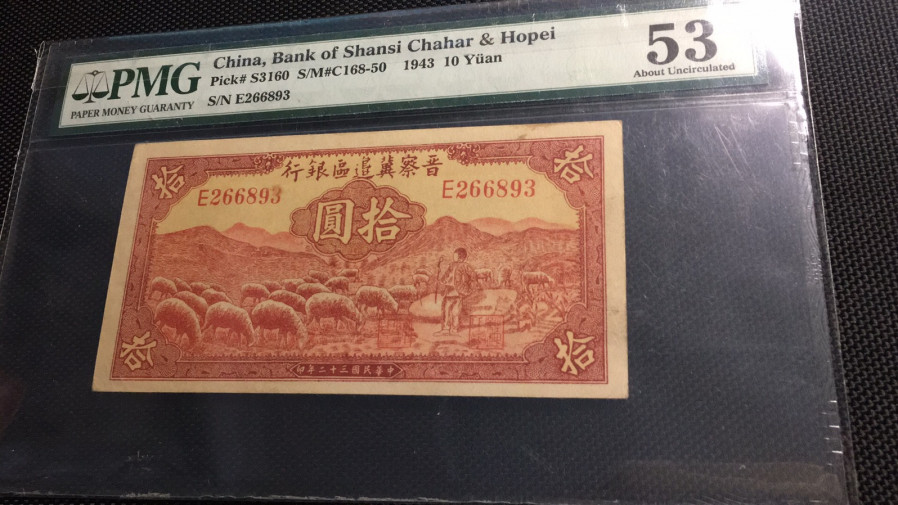 PMG
PAPER MONEY GUARANTY
China, Bank of Shansi Chahar & Hopei
Pick# S3160 S/M#C168-50 1943 10 Yüan
S/N E266893
53
About Uncirculated
晋察冀邊區銀行
拾
拾
E266893
E266893
拾圓
拾
拾
中華民國三十二年印